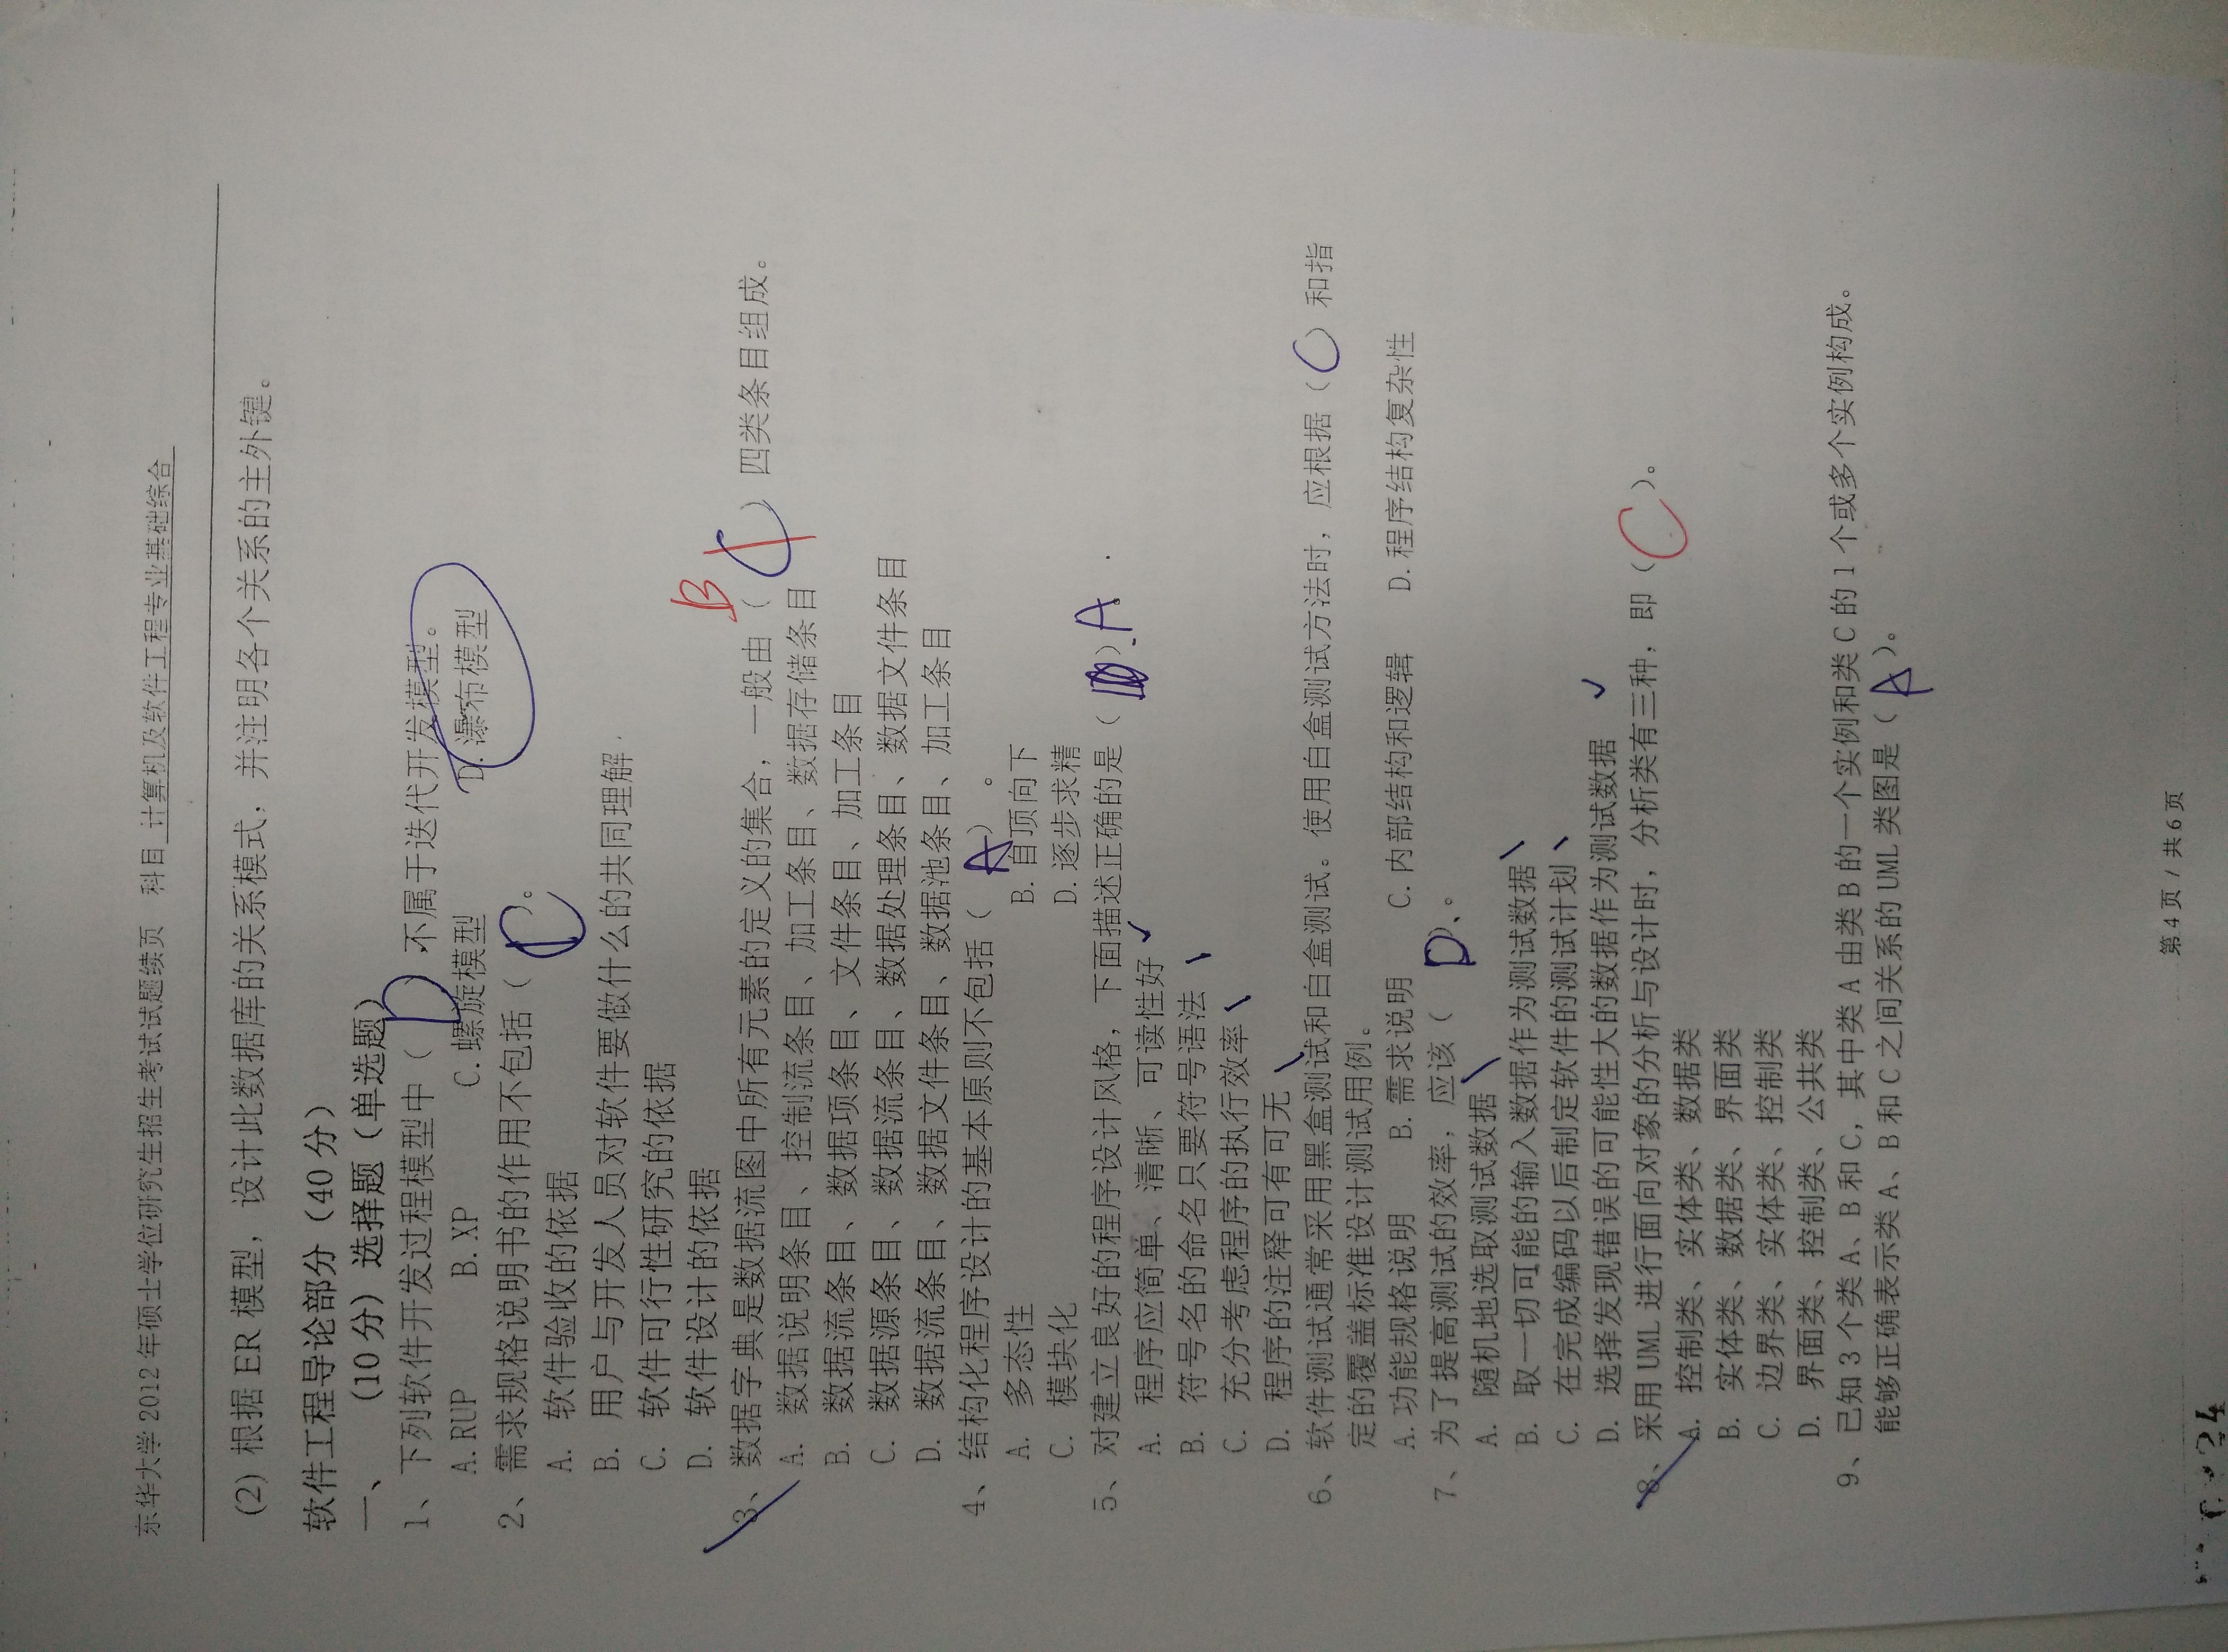 东华大学2012年硕士学位研究生招生考试试题续页 科目 计算机及软件工程专业基础综合
(2) 根据ER模型，设计此数据库的关系模式，并注明各个关系的主外键。
软件工程导论部分（40分）
一、（10分）选择题（单选题）
1、下列软件开发过程模型中（ D 不属于迭代开发模型。
A.RUP B.XP C.螺旋模型 D.瀑布模型
2、需求规格说明书的作用不包括（ C ）。
A. 软件验收的依据
B. 用户与开发人员对软件要做什么的共同理解
C. 软件可行性研究的依据
D. 软件设计的依据
B
3、数据字典是数据流图中所有元素的定义的集合，一般由（ C ）四类条目组成。
A. 数据说明条目、控制流条目、加工条目、数据存储条目
B. 数据流条目、数据项条目、文件条目、加工条目
C. 数据源条目、数据流条目、数据处理条目、数据文件条目
D. 数据流条目、数据文件条目、数据池条目、加工条目
4、结构化程序设计的基本原则不包括（ A ）。
A. 多态性 B. 自顶向下
C. 模块化 D. 逐步求精
5、对建立良好的程序设计风格，下面描述正确的是（ ）. A.
A. 程序应简单、清晰、可读性好
B. 符号名的命名只要符号语法
C. 充分考虑程序的执行效率
D. 程序的注释可有可无
6、软件测试通常采用黑盒测试和白盒测试。使用白盒测试方法时，应根据（ C ）和指
定的覆盖标准设计测试用例。
A.功能规格说明 B.需求说明 C.内部结构和逻辑 D.程序结构复杂性
7、为了提高测试的效率，应该（ D ）。
A. 随机地选取测试数据
B. 取一切可能的输入数据作为测试数据
C. 在完成编码以后制定软件的测试计划
D. 选择发现错误的可能性大的数据作为测试数据
8、采用UML进行面向对象的分析与设计时，分析类有三种，即（ C ）。
A. 控制类、实体类、数据类
B. 实体类、数据类、界面类
C. 边界类、实体类、控制类
D. 界面类、控制类、公共类
9、已知3个类A、B和C，其中类A由类B的一个实例和类C的1个或多个实例构成。
能够正确表示类A、B和C之间关系的UML类图是（ A ）。
第4页/共6页